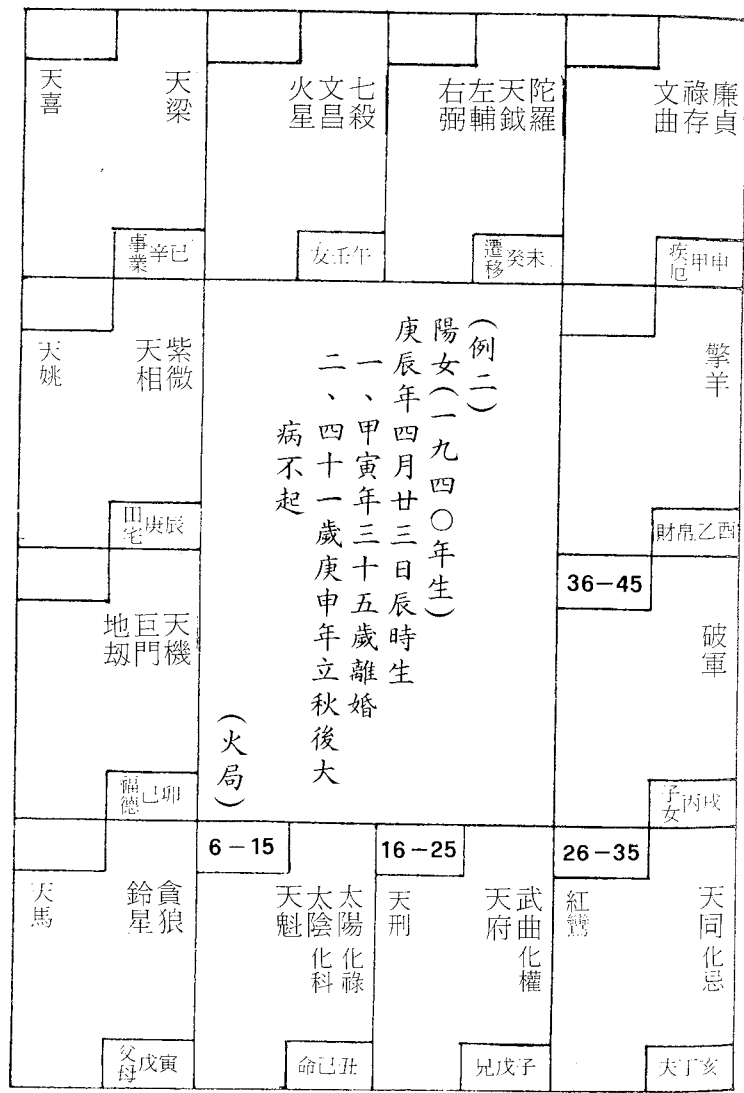 天梁
天喜
事業
辛巳
七殺
文昌
火星
友壬午
陀羅
天鉞
左輔
右弼
遷移
癸未
廉貞
祿存
文曲
疾厄
甲申
紫微
天相
天姚
田宅
庚辰
(例二)
陽女(一九四〇年生)
庚辰年四月廿三日辰時生
一、甲寅年三十五歲離婚
二、四十一歲庚申年立秋後大
病不起
(火局)
擎羊
財帛乙酉
天機
巨門
地刼
福德
己卯
36-45
破軍
子女
丙戌
貪狼
鈴星
天馬
父母
戊寅
6-15
太陽化祿
太陰化科
天魁
命己丑
16-25
武曲化權
天府
天刑
兄戊子
26-35
天同化忌
紅鸞
夫丁亥